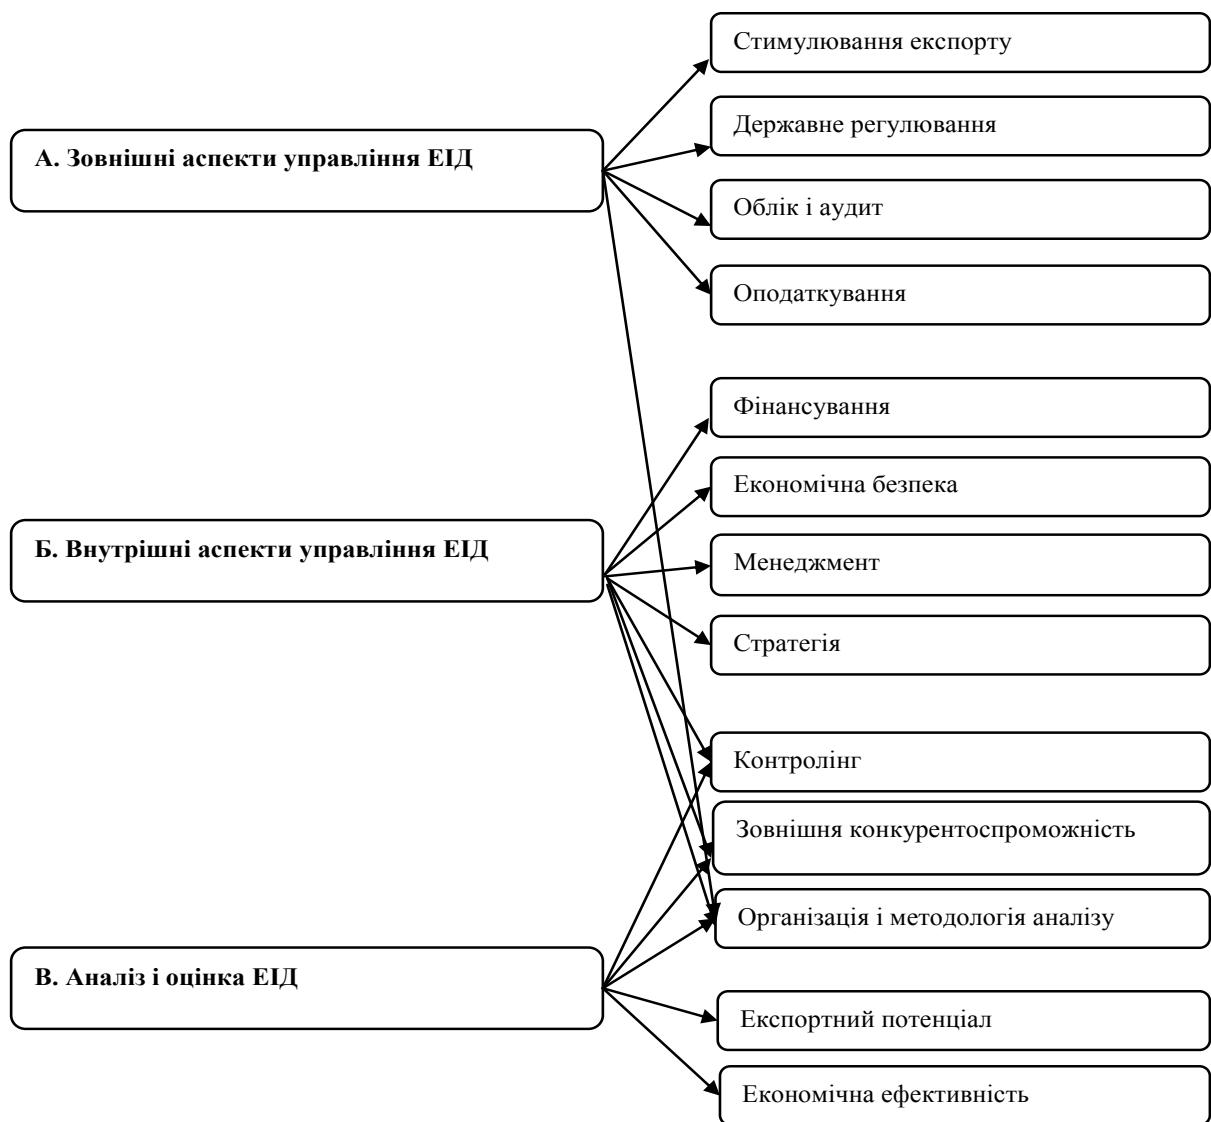 Стимулювання експорту
Державне регулювання
А. Зовнішні аспекти управління ЕІД
Облік і аудит
Оподаткування
Фінансування
Економічна безпека
Б. Внутрішні аспекти управління ЕІД
Менеджмент
Стратегія
Контролінг
Зовнішня конкурентоспроможність
Організація і методологія аналізу
В. Аналіз і оцінка ЕІД
Експортний потенціал
Економічна ефективність